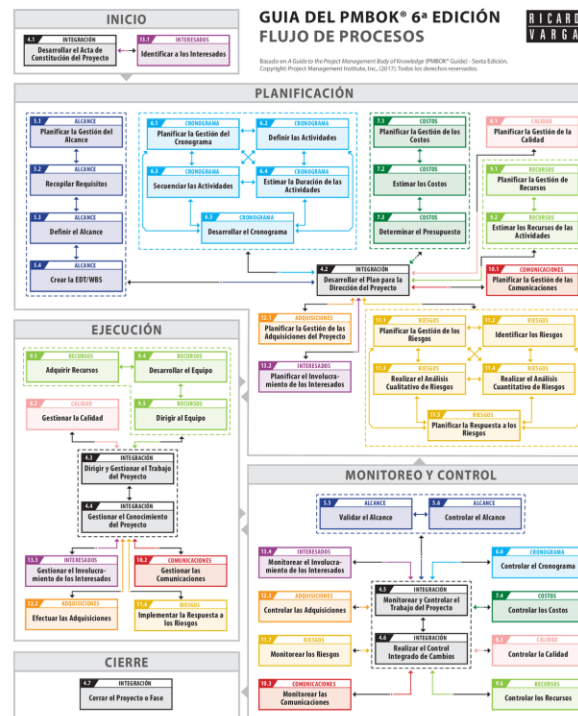 INICIO
4.1 INTEGRACIÓN
Desarrollar el Acta de
Constitución del Proyecto
13.1 INTERESADOS
Identificar a los Interesados
GUIA DEL PMBOK® 6ª EDICIÓN
FLUJO DE PROCESOS
RICARDO
VARGAS
Basado en A Guide to the Project Management Body of Knowledge (PMBOK® Guide) - Sexta Edición.
Copyright: Project Management Institute, Inc., (2017). Todos los derechos reservados.
PLANIFICACIÓN
5.1 ALCANCE
Planificar la Gestión del
Alcance
5.2 ALCANCE
Recopilar Requisitos
5.3 ALCANCE
Definir el Alcance
5.4 ALCANCE
Crear la EDT/WBS
6.1 CRONOGRAMA
Planificar la Gestión del
Cronograma
6.2 CRONOGRAMA
Definir las Actividades
6.3 CRONOGRAMA
Secuenciar las Actividades
6.4 CRONOGRAMA
Estimar la Duración de las
Actividades
6.5 CRONOGRAMA
Desarrollar el Cronograma
7.1 COSTOS
Planificar la Gestión de los
Costos
7.2 COSTOS
Estimar los Costos
7.3 COSTOS
Determinar el Presupuesto
8.1 CALIDAD
Planificar la Gestión de la
Calidad
9.1 RECURSOS
Planificar la Gestión de
Recursos
9.2 RECURSOS
Estimar los Recursos de las
Actividades
4.2 INTEGRACIÓN
Desarrollar el Plan para la
Dirección del Proyecto
10.1 COMUNICACIONES
Planificar la Gestión de las
Comunicaciones
12.1 ADQUISICIONES
Planificar la Gestión de las
Adquisiciones del Proyecto
13.2 INTERESADOS
Planificar el Involucra-
miento de los Interesados
11.1 RIESGOS
Planificar la Gestión de los
Riesgos
11.2 RIESGOS
Identificar los Riesgos
11.3 RIESGOS
Realizar el Análisis
Cualitativo de Riesgos
11.4 RIESGOS
Realizar el Análisis
Cuantitativo de Riesgos
11.5 RIESGOS
Planificar la Respuesta a los
Riesgos
EJECUCIÓN
9.3 RECURSOS
Adquirir Recursos
9.4 RECURSOS
Desarrollar el Equipo
8.2 CALIDAD
Gestionar la Calidad
9.5 RECURSOS
Dirigir al Equipo
4.3 INTEGRACIÓN
Dirigir y Gestionar el Trabajo
del Proyecto
4.4 INTEGRACIÓN
Gestionar el Conocimiento
del Proyecto
13.3 INTERESADOS
Gestionar el Involucra-
miento de los Interesados
10.2 COMUNICACIONES
Gestionar las
Comunicaciones
12.2 ADQUISICIONES
Efectuar las Adquisiciones
11.6 RIESGOS
Implementar la Respuesta a
los Riesgos
MONITOREO Y CONTROL
5.5 ALCANCE
Validar el Alcance
5.6 ALCANCE
Controlar el Alcance
13.4 INTERESADOS
Monitorear el Involucra-
miento de los Interesados
6.6 CRONOGRAMA
Controlar el Cronograma
12.3 ADQUISICIONES
Controlar las Adquisiciones
4.5 INTEGRACIÓN
Monitorear y Controlar el
Trabajo del Proyecto
7.4 COSTOS
Controlar los Costos
11.7 RIESGOS
Monitorear los Riesgos
4.6 INTEGRACIÓN
Realizar el Control
Integrado de Cambios
8.3 CALIDAD
Controlar la Calidad
10.3 COMUNICACIONES
Monitorear las
Comunicaciones
9.6 RECURSOS
Controlar los Recursos
CIERRE
4.7 INTEGRACIÓN
Cerrar el Proyecto o Fase